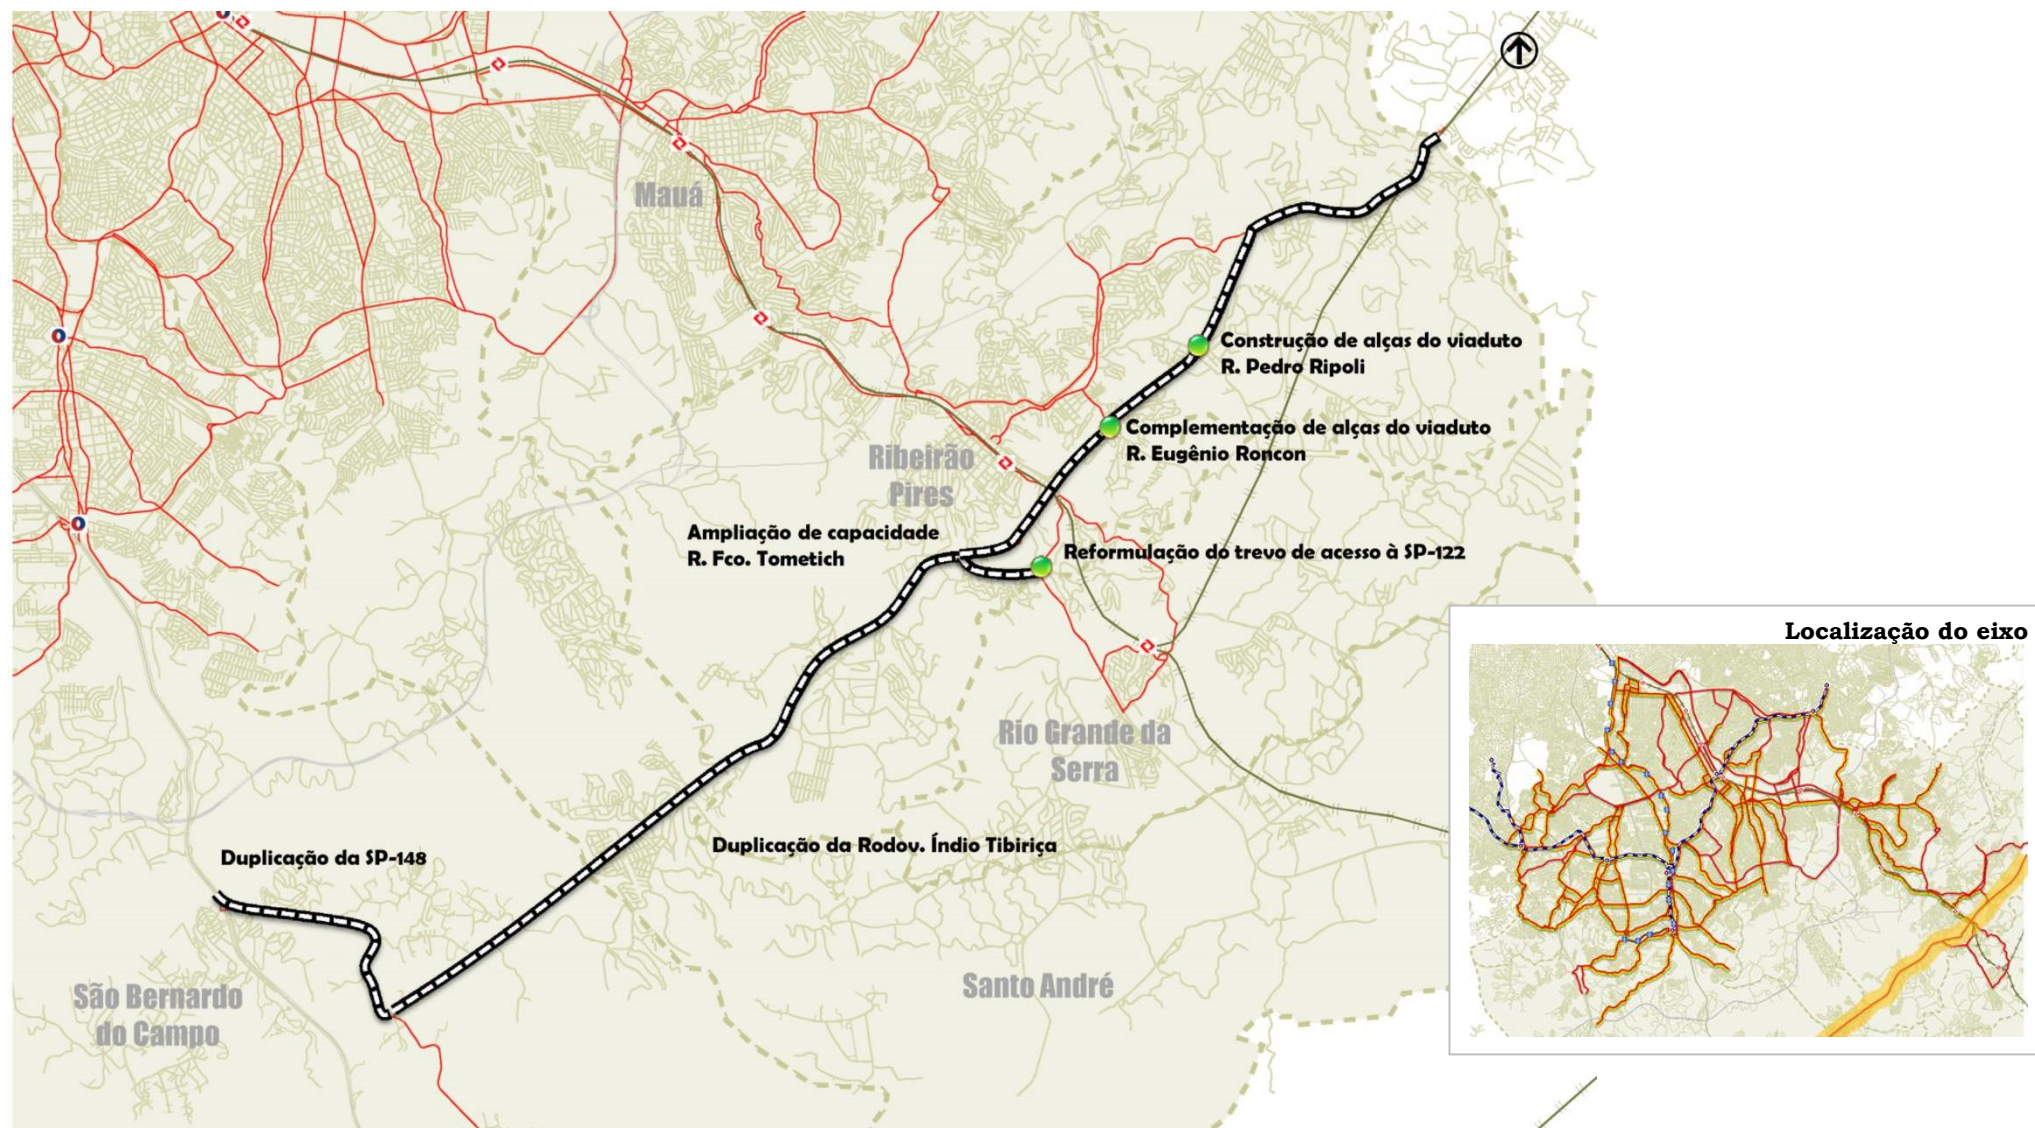 Mauá
Construção de alças do viaduto
R. Pedro Ripoli
Complementação de alças do viaduto
R. Eugênio Roncon
Ribeirão
Pires
Ampliação de capacidade
R. Fco. Tometich
Reformulação do trevo de acesso à SP-122
Localização do eixo
Rio Grande da
Serra
Duplicação da Rodov. Índio Tibiriça
Duplicação da SP-148
São Bernardo
do Campo
Santo André